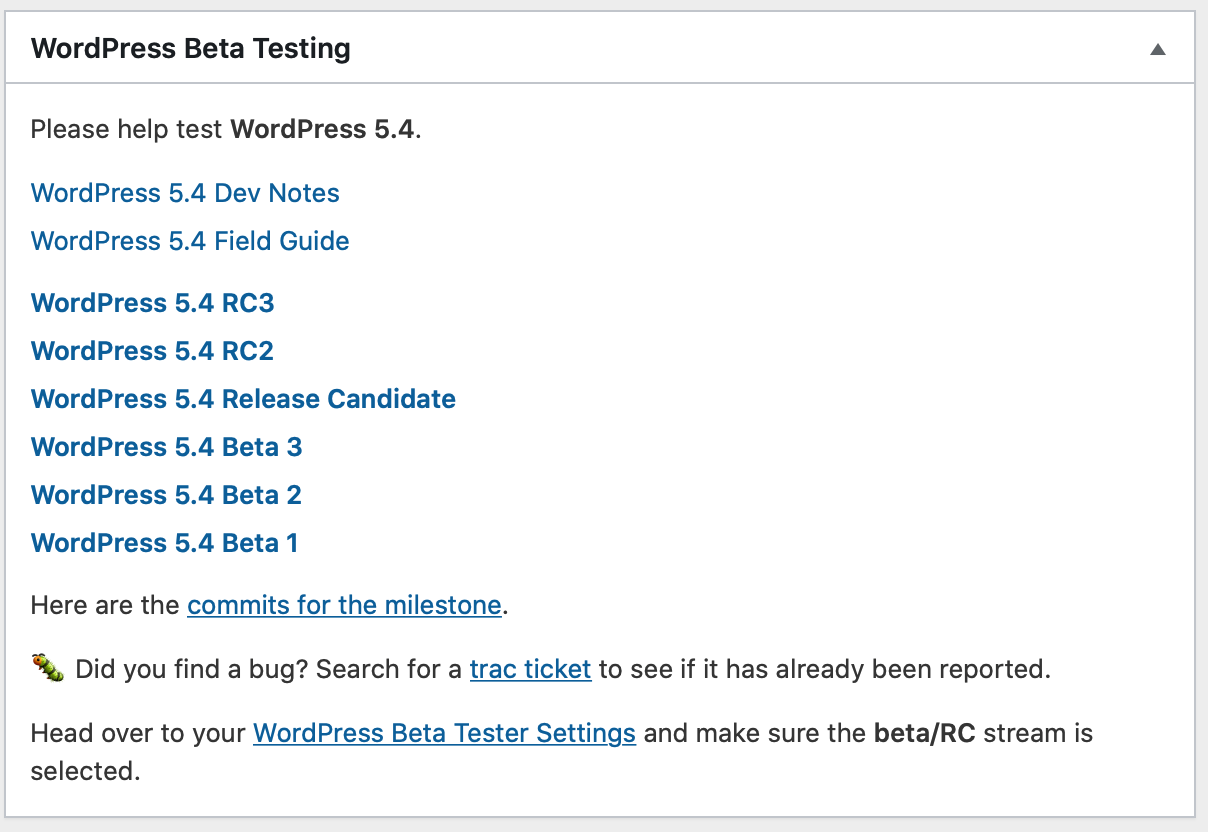 WordPress Beta Testing
Please help test WordPress 5.4.
WordPress 5.4 Dev Notes
WordPress 5.4 Field Guide
WordPress 5.4 RC3
WordPress 5.4 RC2
WordPress 5.4 Release Candidate
WordPress 5.4 Beta 3
WordPress 5.4 Beta 2
WordPress 5.4 Beta 1
Here are the commits for the milestone.
Did you find a bug? Search for a trac ticket to see if it has already been reported.
Head over to your WordPress Beta Tester Settings and make sure the beta/RC stream is
selected.